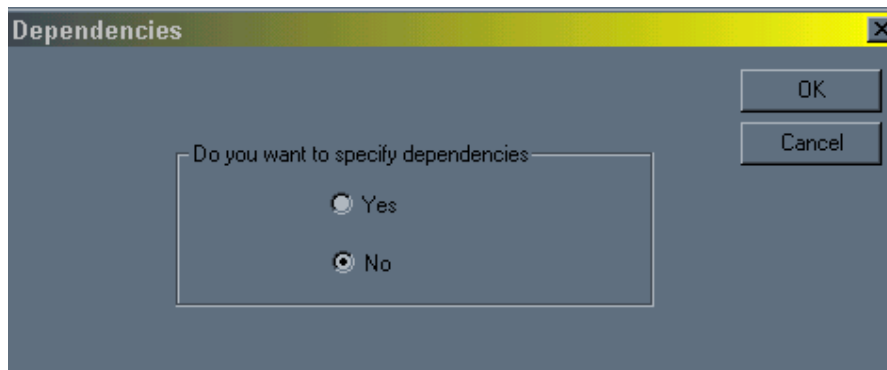 Dependencies
OK
Cancel
Do you want to specify dependencies
Yes
No